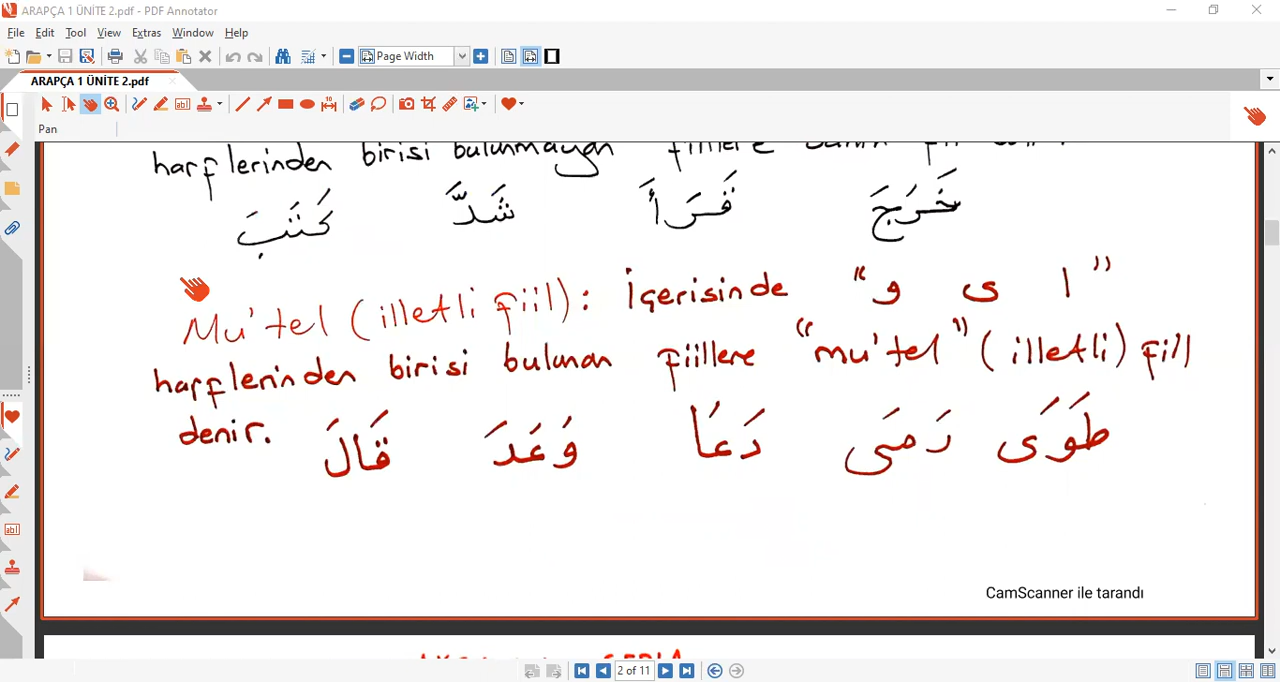 ARAPÇA 1 ÜNİTE 2.pdf - PDF Annotator
File Edit Tool View Extras Window Help
Page Width
ARAPÇA 1 ÜNİTE 2.pdf
Pan
harflerinden birisi bulunmayan fiillere
خَرَجَ قَرَأَ شَدَّ كَتَبَ
Mu'tel (illetli fiil): İçerisinde “ ا ى و ”
harflerinden birisi bulunan fiillere “mu'tel” (illetli) fiil
denir. طَوَى رَمَى دَعَا وَعَدَ قَالَ
CamScanner ile tarandı
2 of 11